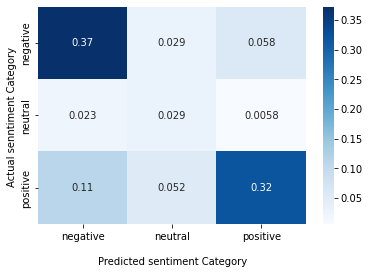 Actual senntiment Category
negative
neutral
positive
0.37 0.029 0.058
0.023 0.029 0.0058
0.11 0.052 0.32
negative neutral positive
Predicted sentiment Category
0.35
0.30
0.25
0.20
0.15
0.10
0.05